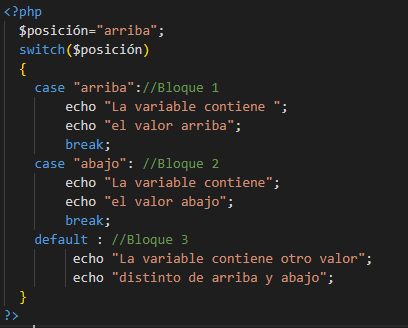 <?php
$posición="arriba";
switch($posición)
{
case "arriba"://Bloque 1
echo "La variable contiene ";
echo "el valor arriba";
break;
case "abajo": //Bloque 2
echo "La variable contiene";
echo "el valor abajo";
break;
default : //Bloque 3
echo "La variable contiene otro valor";
echo "distinto de arriba y abajo";
}
?>